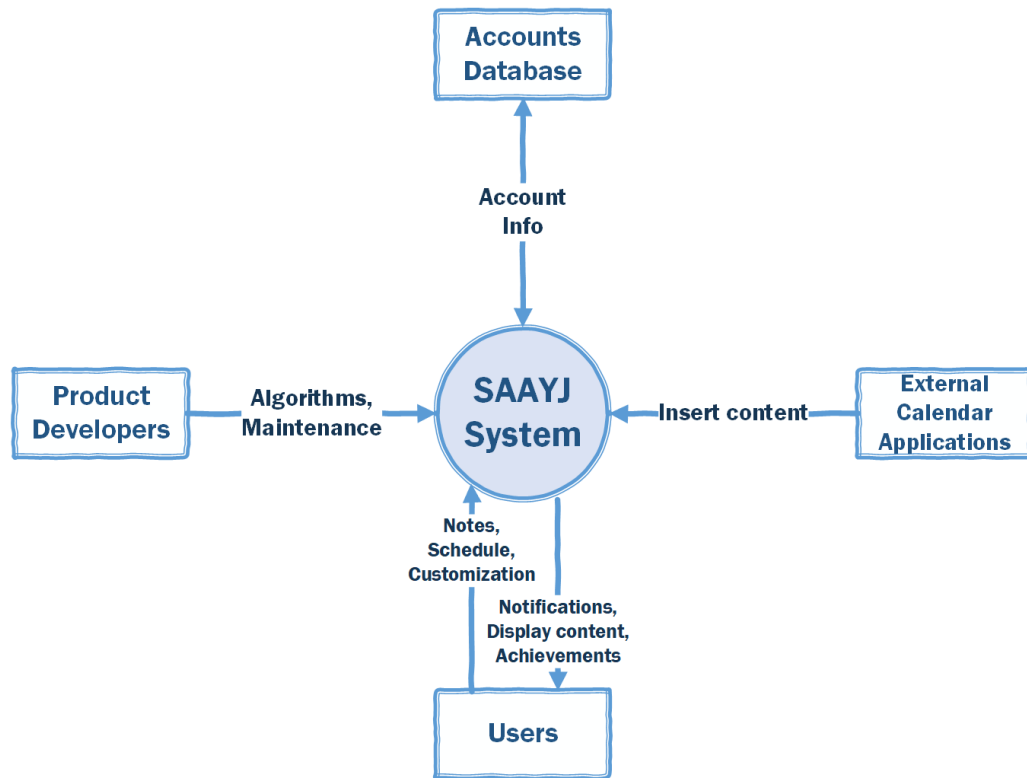 Accounts
Database
Account
Info
Product
Developers
Algorithms,
Maintenance
SAAYJ
System
Insert content
External
Calendar
Applications
Notes,
Schedule,
Customization
Notifications,
Display content,
Achievements
Users